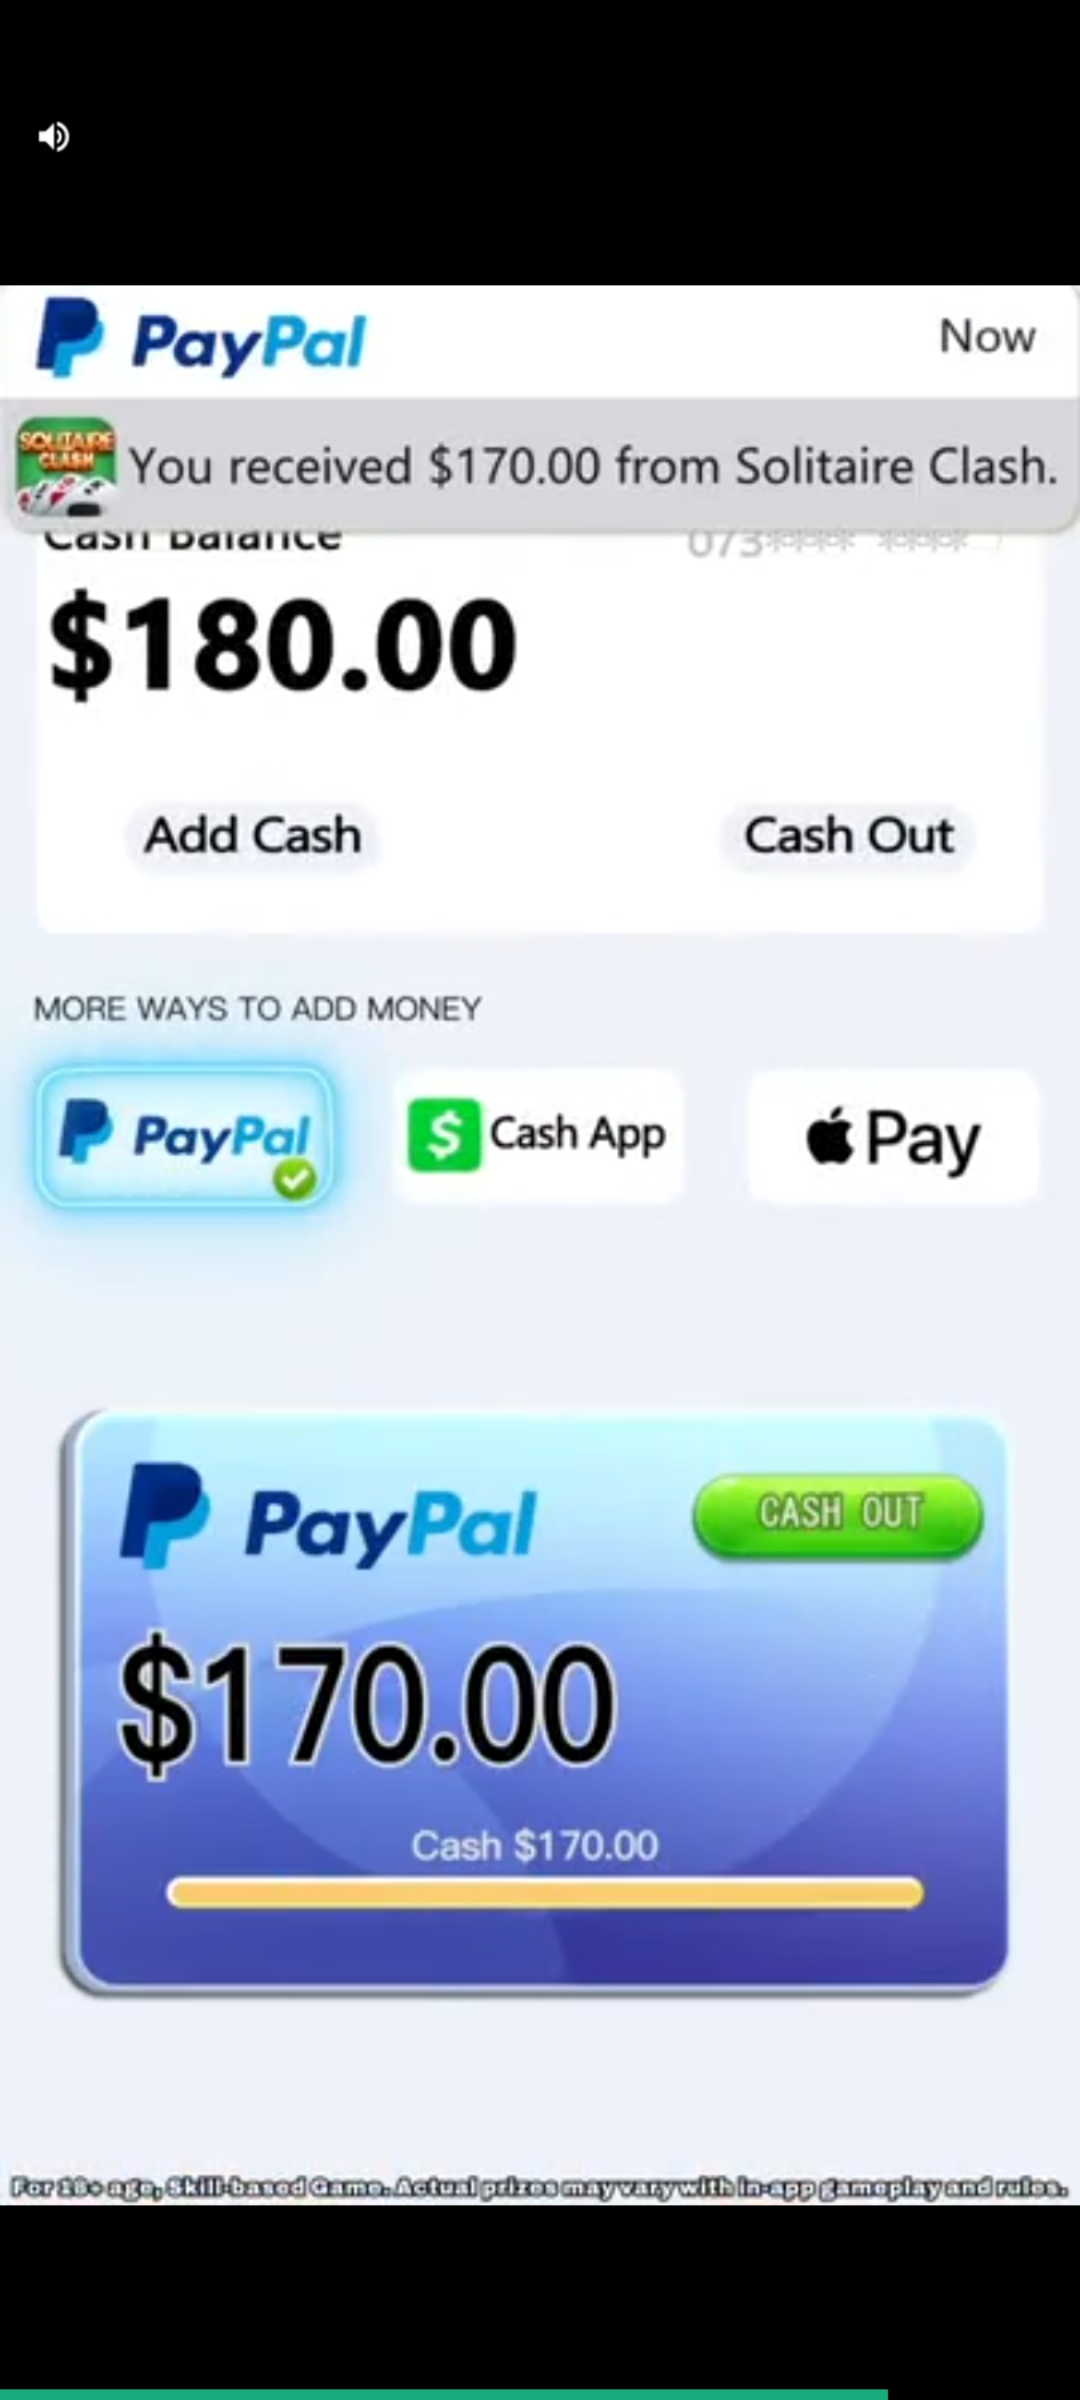 PayPal
Now
SOLITAIRE
CLASH
You received $170.00 from Solitaire Clash.
Cash Balance
073**** ****
$180.00
Add Cash
Cash Out
MORE WAYS TO ADD MONEY
PayPal
$ Cash App
Pay
PayPal
CASH OUT
$170.00
Cash $170.00
For 18+ age, Skill-based Game. Actual prizes may vary with in-app gameplay and rules.